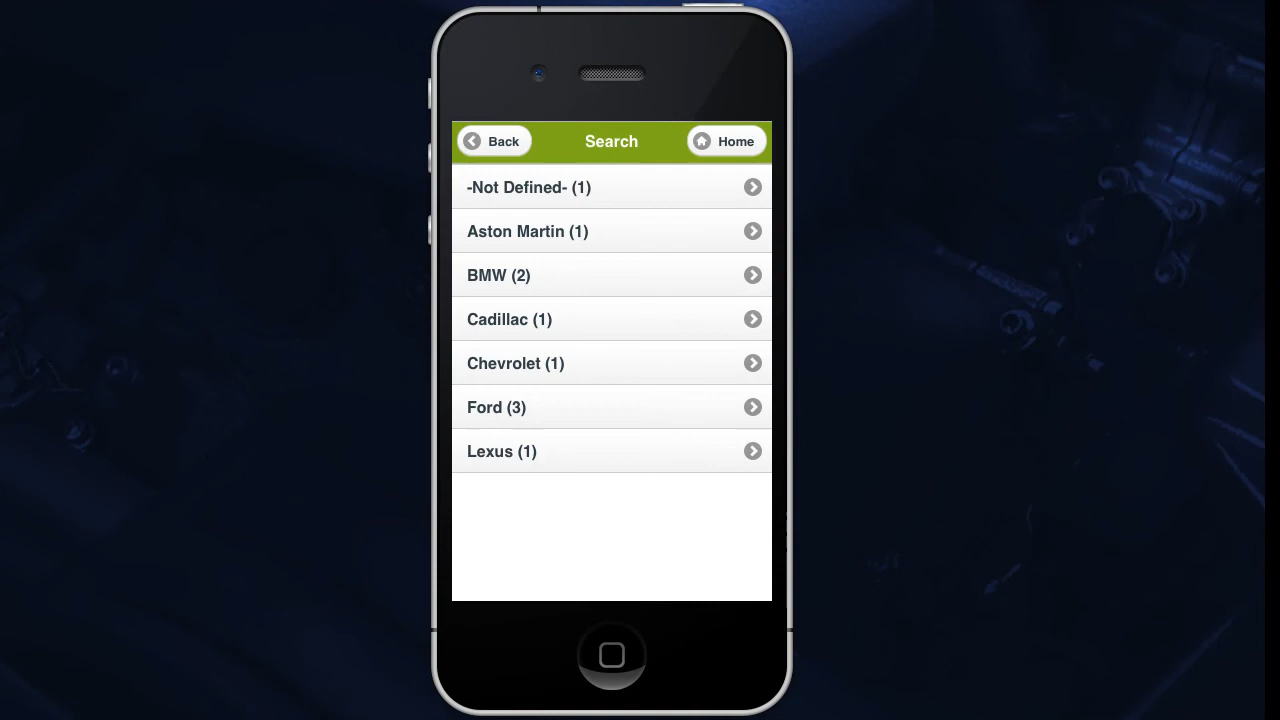 Back
Search
Home
-Not Defined- (1)
Aston Martin (1)
BMW (2)
Cadillac (1)
Chevrolet (1)
Ford (3)
Lexus (1)